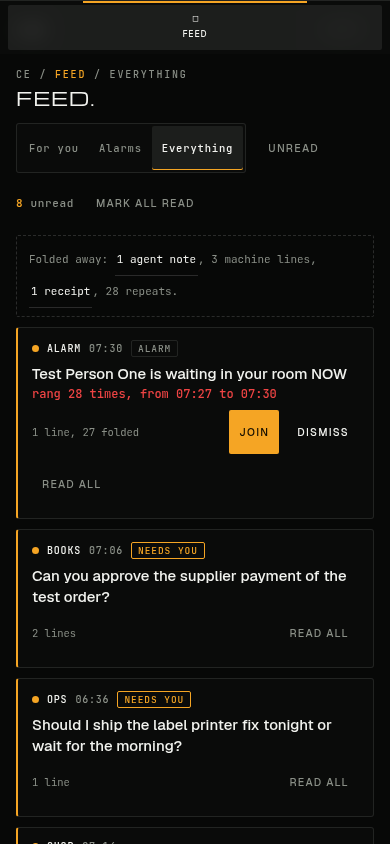 FEED
CE / FEED / EVERYTHING
FEED.
For you Alarms Everything UNREAD
8 unread MARK ALL READ
Folded away: 1 agent note, 3 machine lines,
1 receipt, 28 repeats.
ALARM 07:30 ALARM
Test Person One is waiting in your room NOW
rang 28 times, from 07:27 to 07:30
1 line, 27 folded JOIN DISMISS
READ ALL
BOOKS 07:06 NEEDS YOU
Can you approve the supplier payment of the
test order?
2 lines READ ALL
OPS 06:36 NEEDS YOU
Should I ship the label printer fix tonight or
wait for the morning?
1 line READ ALL